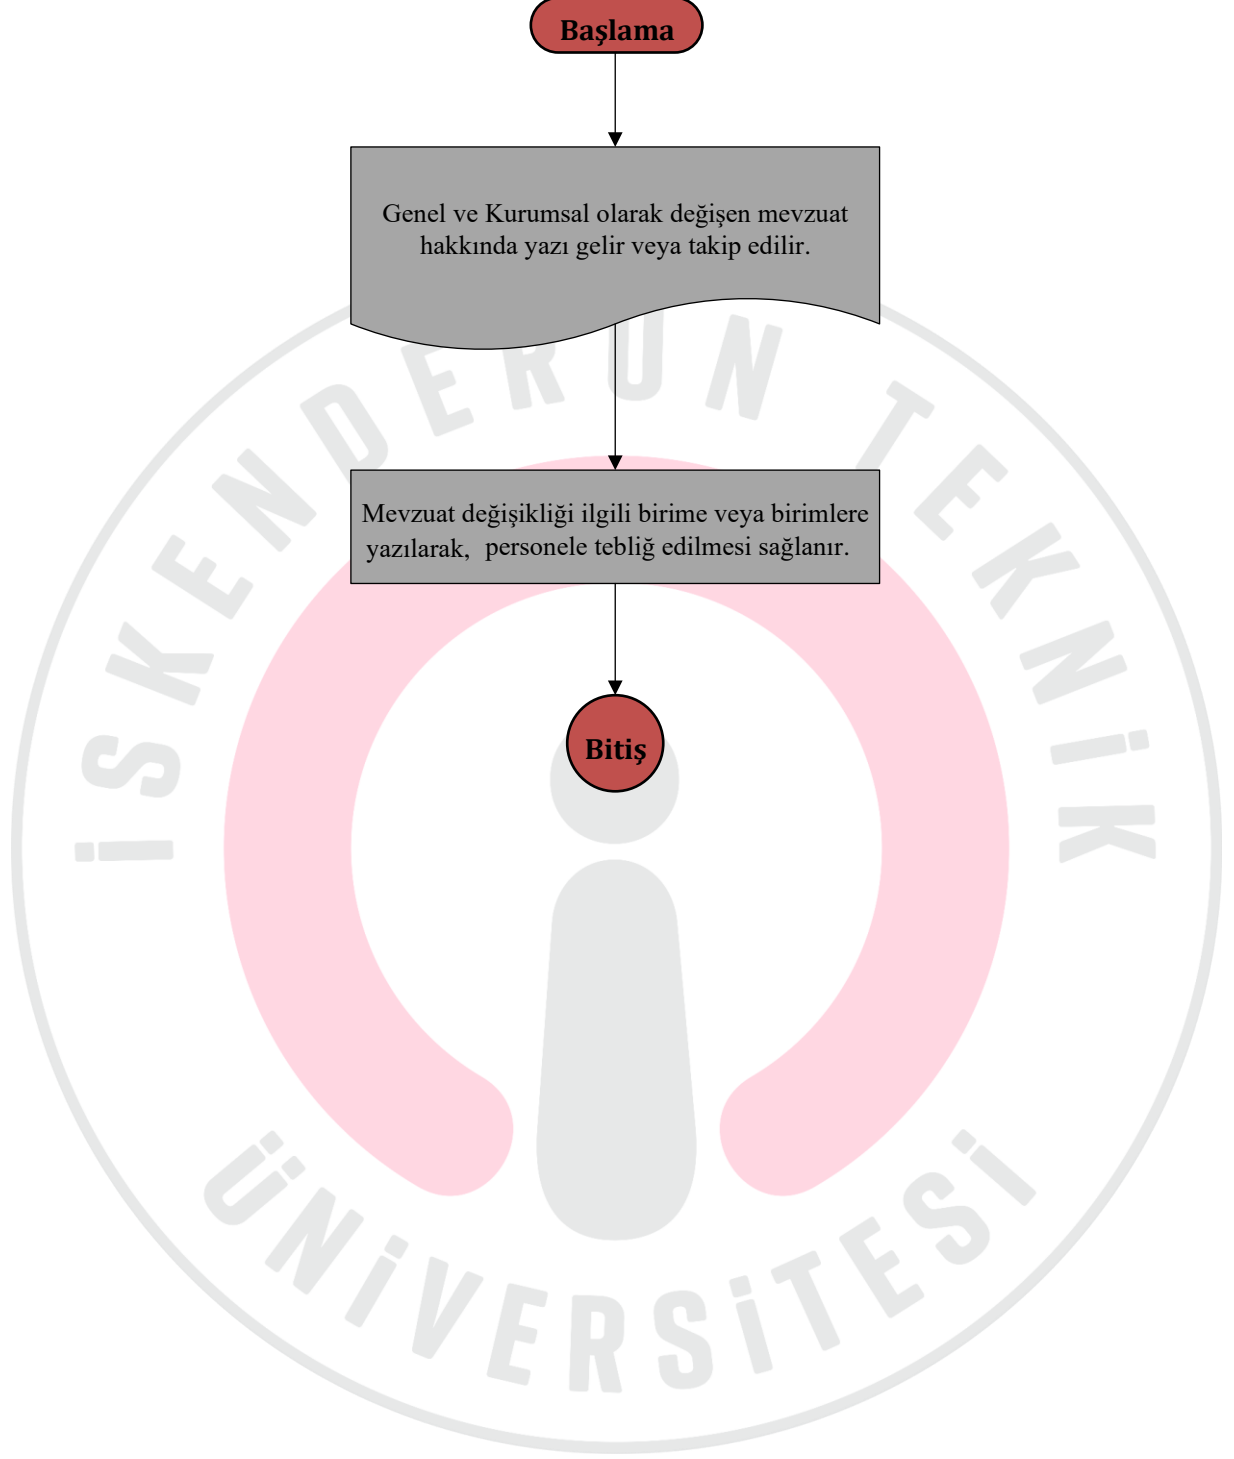 Başlama
Genel ve Kurumsal olarak değişen mevzuat
hakkında yazı gelir veya takip edilir.
Mevzuat değişikliği ilgili birime veya birimlere
yazılarak, personele tebliğ edilmesi sağlanır.
Bitiş
İSKENDERUN TEKNİK
ÜNİVERSİTESİ